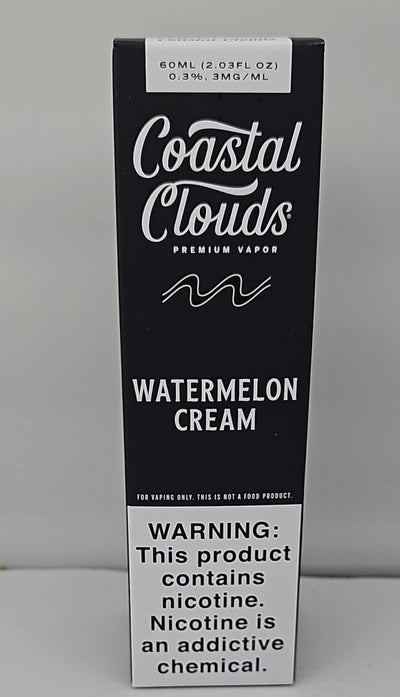 60ML (2.03FL OZ)
0.3%, 3MG/ML
Coastal
Clouds®
PREMIUM VAPOR
WATERMELON
CREAM
FOR VAPING ONLY. THIS IS NOT A FOOD PRODUCT.
WARNING:
This product
contains
nicotine.
Nicotine is
an addictive
chemical.